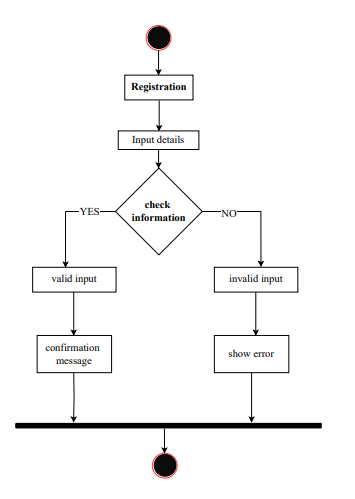 Registration
Input details
check
information
YES
NO
valid input
invalid input
confirmation
message
show error